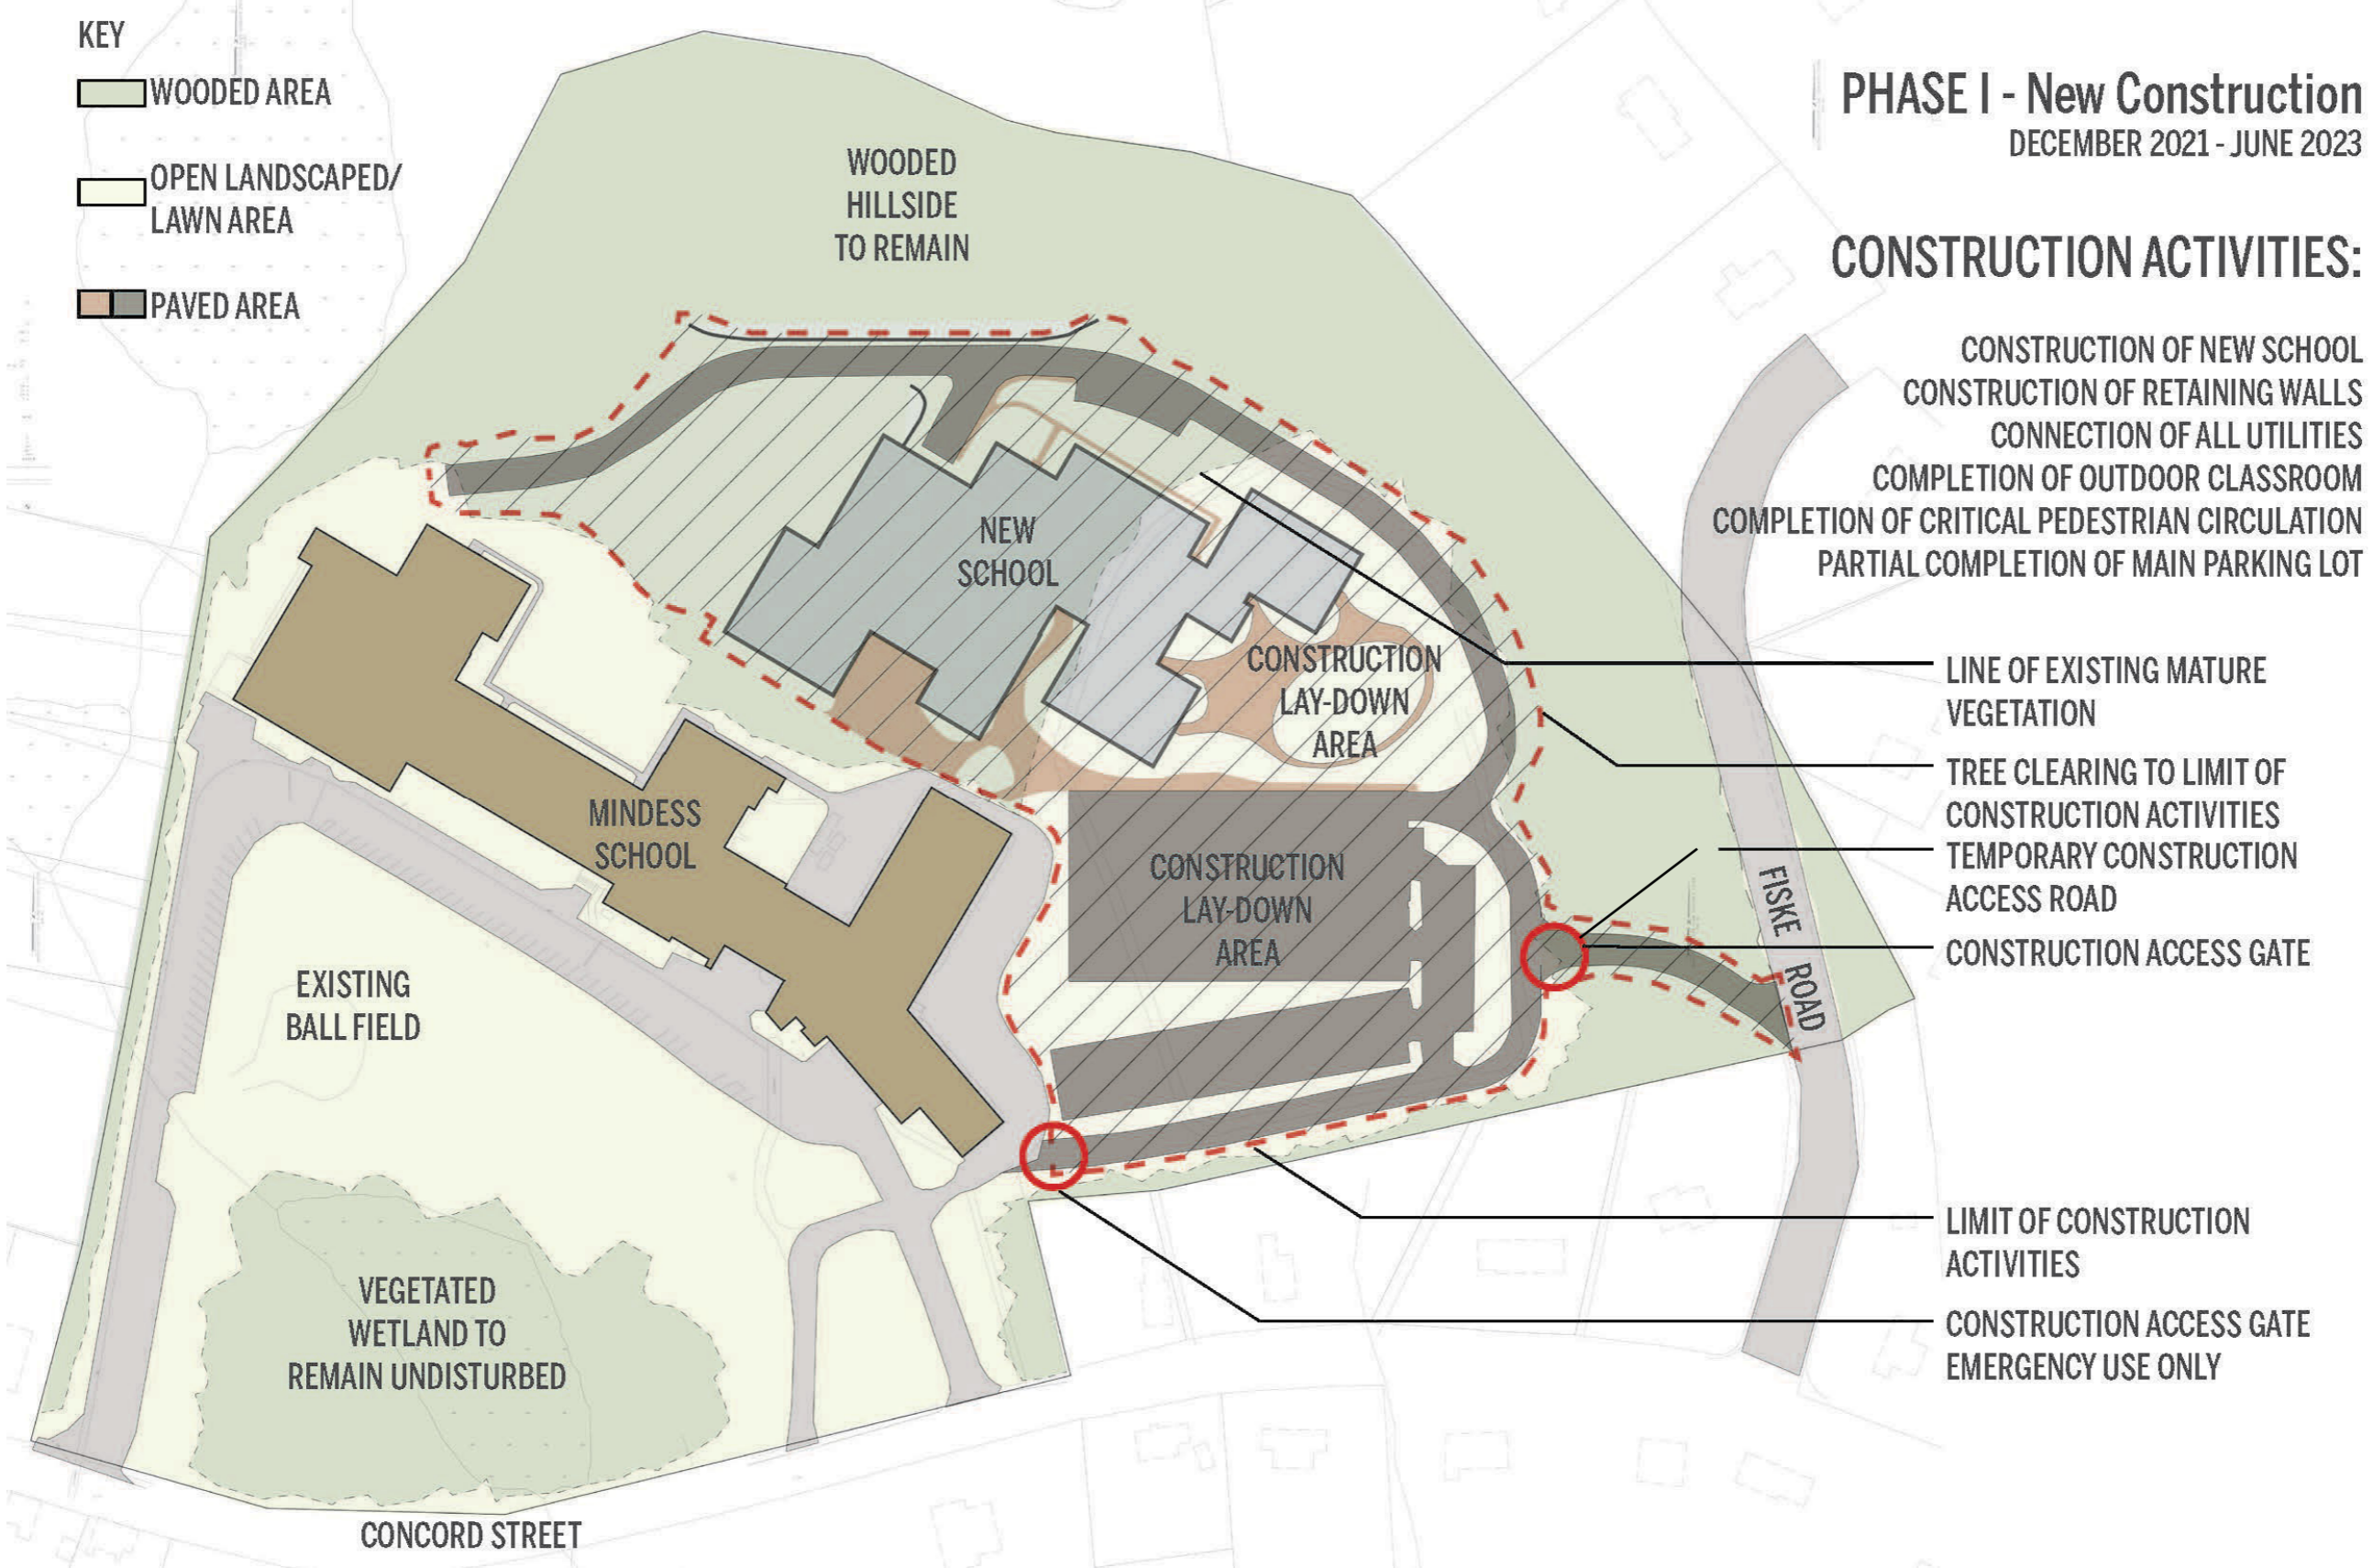 KEY
WOODED AREA
OPEN LANDSCAPED/
LAWN AREA
PAVED AREA
PHASE I - New Construction
DECEMBER 2021 - JUNE 2023
CONSTRUCTION ACTIVITIES:
CONSTRUCTION OF NEW SCHOOL
CONSTRUCTION OF RETAINING WALLS
CONNECTION OF ALL UTILITIES
COMPLETION OF OUTDOOR CLASSROOM
COMPLETION OF CRITICAL PEDESTRIAN CIRCULATION
PARTIAL COMPLETION OF MAIN PARKING LOT
WOODED
HILLSIDE
TO REMAIN
NEW
SCHOOL
CONSTRUCTION
LAY-DOWN
AREA
MINDESS
SCHOOL
CONSTRUCTION
LAY-DOWN
AREA
EXISTING
BALL FIELD
VEGETATED
WETLAND TO
REMAIN UNDISTURBED
CONCORD STREET
FISKE ROAD
LINE OF EXISTING MATURE
VEGETATION
TREE CLEARING TO LIMIT OF
CONSTRUCTION ACTIVITIES
TEMPORARY CONSTRUCTION
ACCESS ROAD
CONSTRUCTION ACCESS GATE
LIMIT OF CONSTRUCTION
ACTIVITIES
CONSTRUCTION ACCESS GATE
EMERGENCY USE ONLY